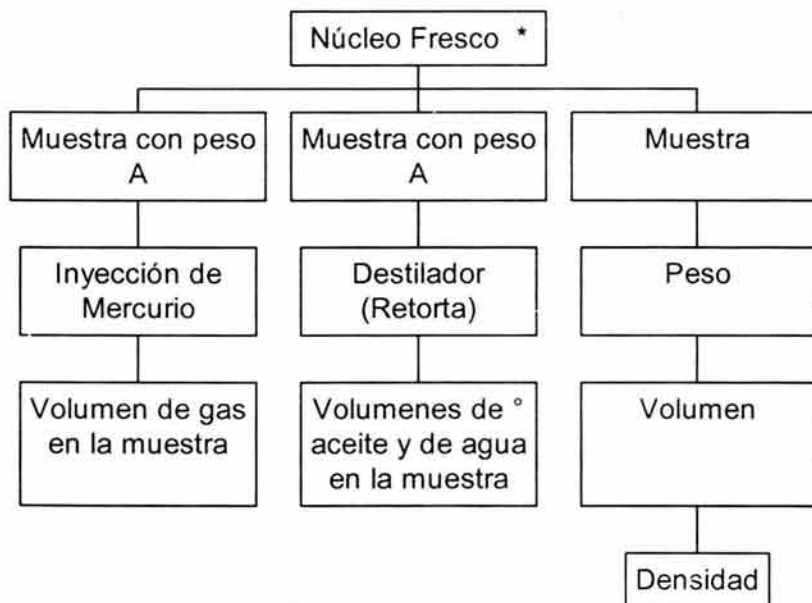 Núcleo Fresco *
Muestra con peso
A
Muestra con peso
A
Muestra
Inyección de
Mercurio
Destilador
(Retorta)
Peso
Volumen de gas
en la muestra
Volumenes de °
aceite y de agua
en la muestra
Volumen
Densidad